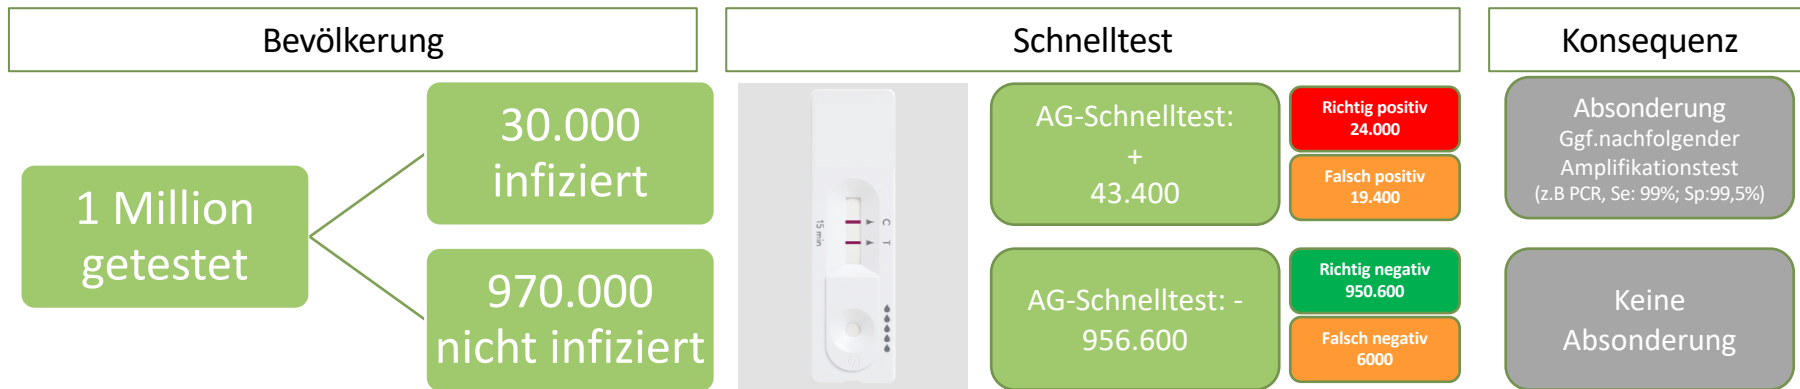 Bevölkerung
Schnelltest
Konsequenz
1 Million
getestet
30.000
infiziert
970.000
nicht infiziert
15 min
C
T
AG-Schnelltest:
+
43.400
Richtig positiv
24.000
Falsch positiv
19.400
AG-Schnelltest: -
956.600
Richtig negativ
950.600
Falsch negativ
6000
Absonderung
Ggf.nachfolgender
Amplifikationstest
(z.B PCR, Se: 99%; Sp:99,5%)
Keine
Absonderung